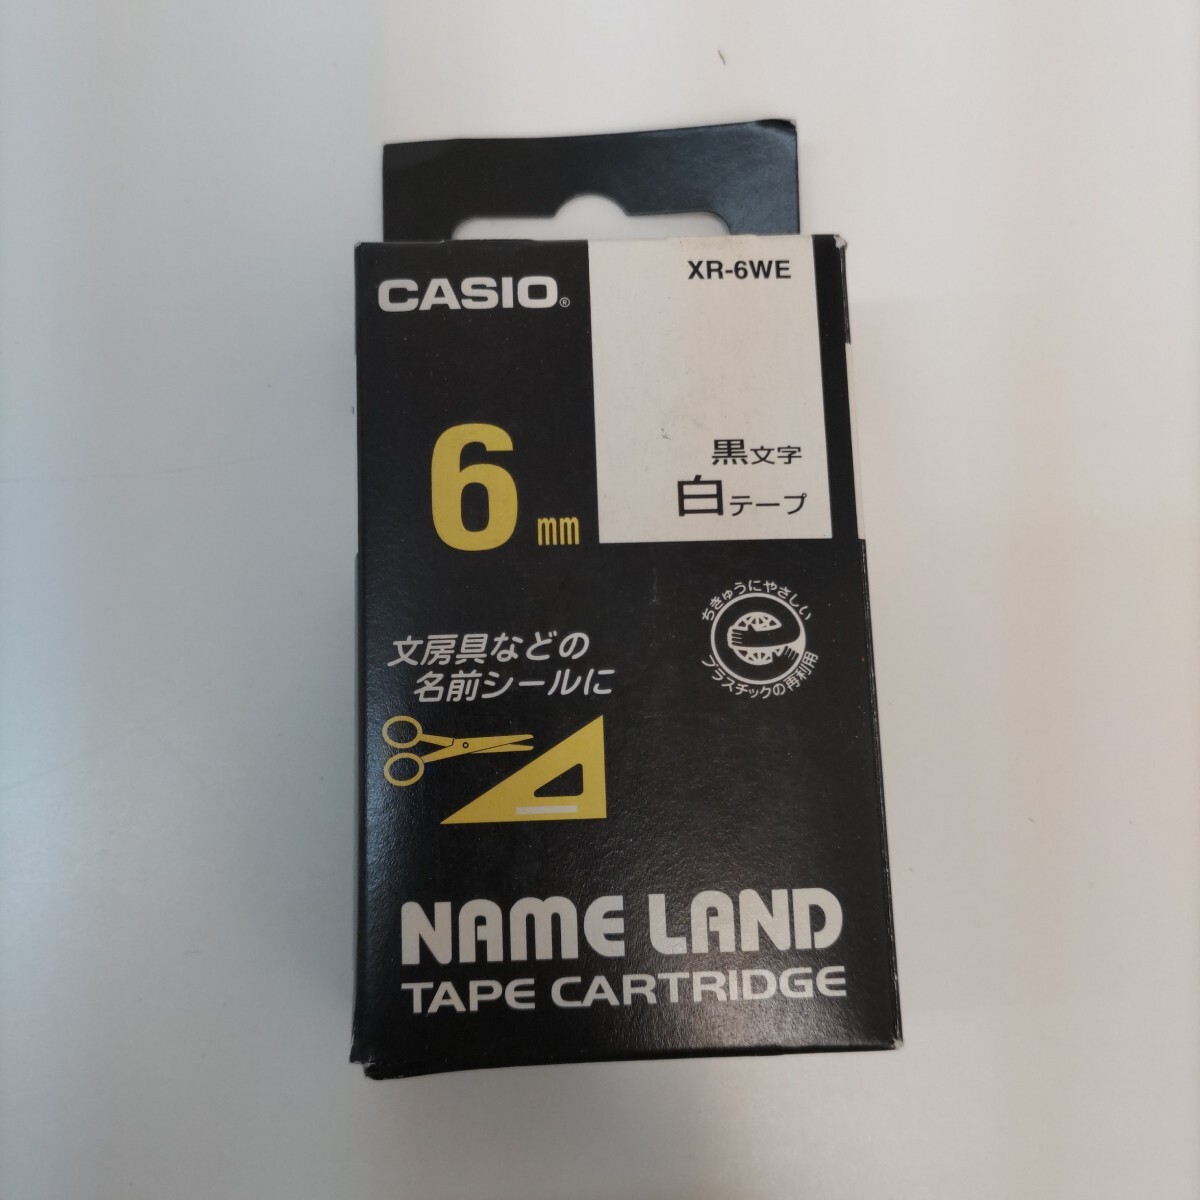 CASIO®
XR-6WE
6mm
黒文字
白テープ
ちきゅうにやさしい
プラスチックの再利用
文房具などの
名前シールに
NAME LAND
TAPE CARTRIDGE